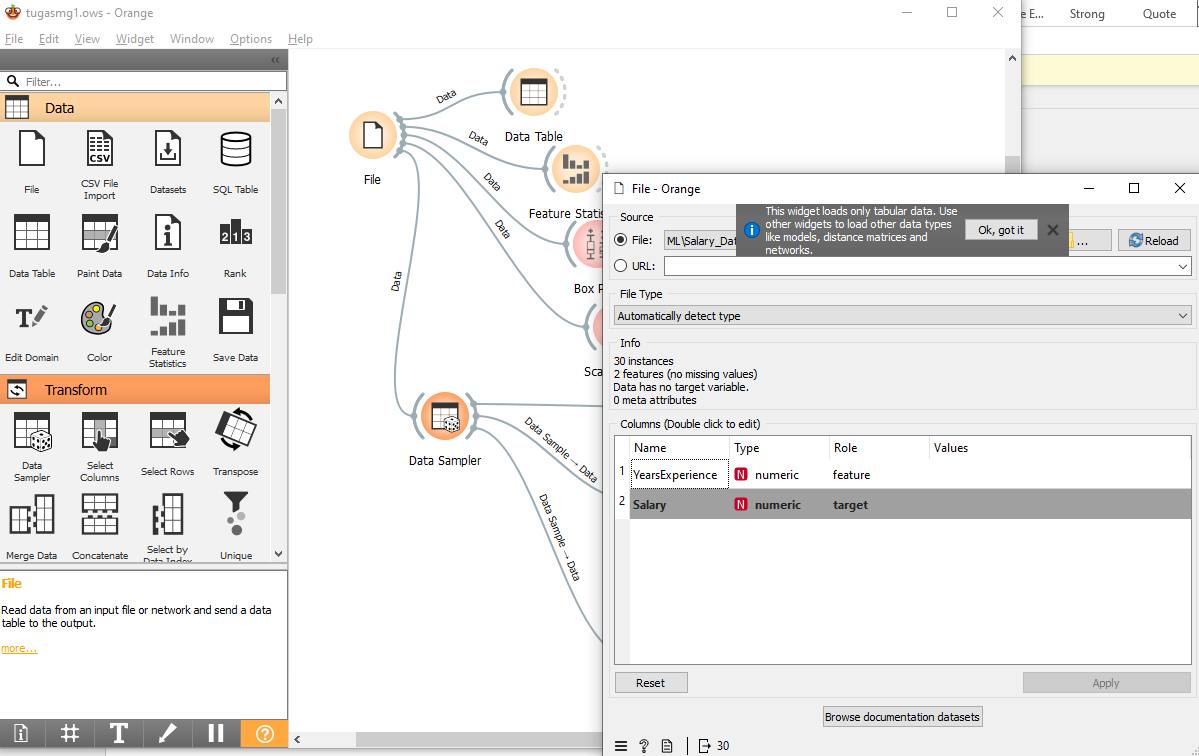 tugasmg1.ows - Orange
e E... Strong Quote
File Edit View Widget Window Options Help
Filter...
Data
File
CSV File
Import
Datasets
SQL Table
Data Table
Paint Data
Data Info
Rank
Edit Domain
Color
Feature
Statistics
Save Data
Transform
Data
Sampler
Select
Columns
Select Rows
Transpose
Merge Data
Concatenate
Select by
Data Index
Unique
File
Read data from an input file or network and send a data
table to the output.
more...
File
Data
Data Table
Data
Feature Statis
Data
Box P
Data
Sca
Data
Data Sampler
Data Sample → Data
Data Sample → Data
File - Orange
Source
File: ML\Salary_Dat
...
Reload
This widget loads only tabular data. Use
other widgets to load other data types
like models, distance matrices and
networks.
Ok, got it
URL:
File Type
Automatically detect type
Info
30 instances
2 features (no missing values)
Data has no target variable.
0 meta attributes
Columns (Double click to edit)
Name Type Role Values
1 YearsExperience N numeric feature
2 Salary N numeric target
Reset
Apply
Browse documentation datasets
30